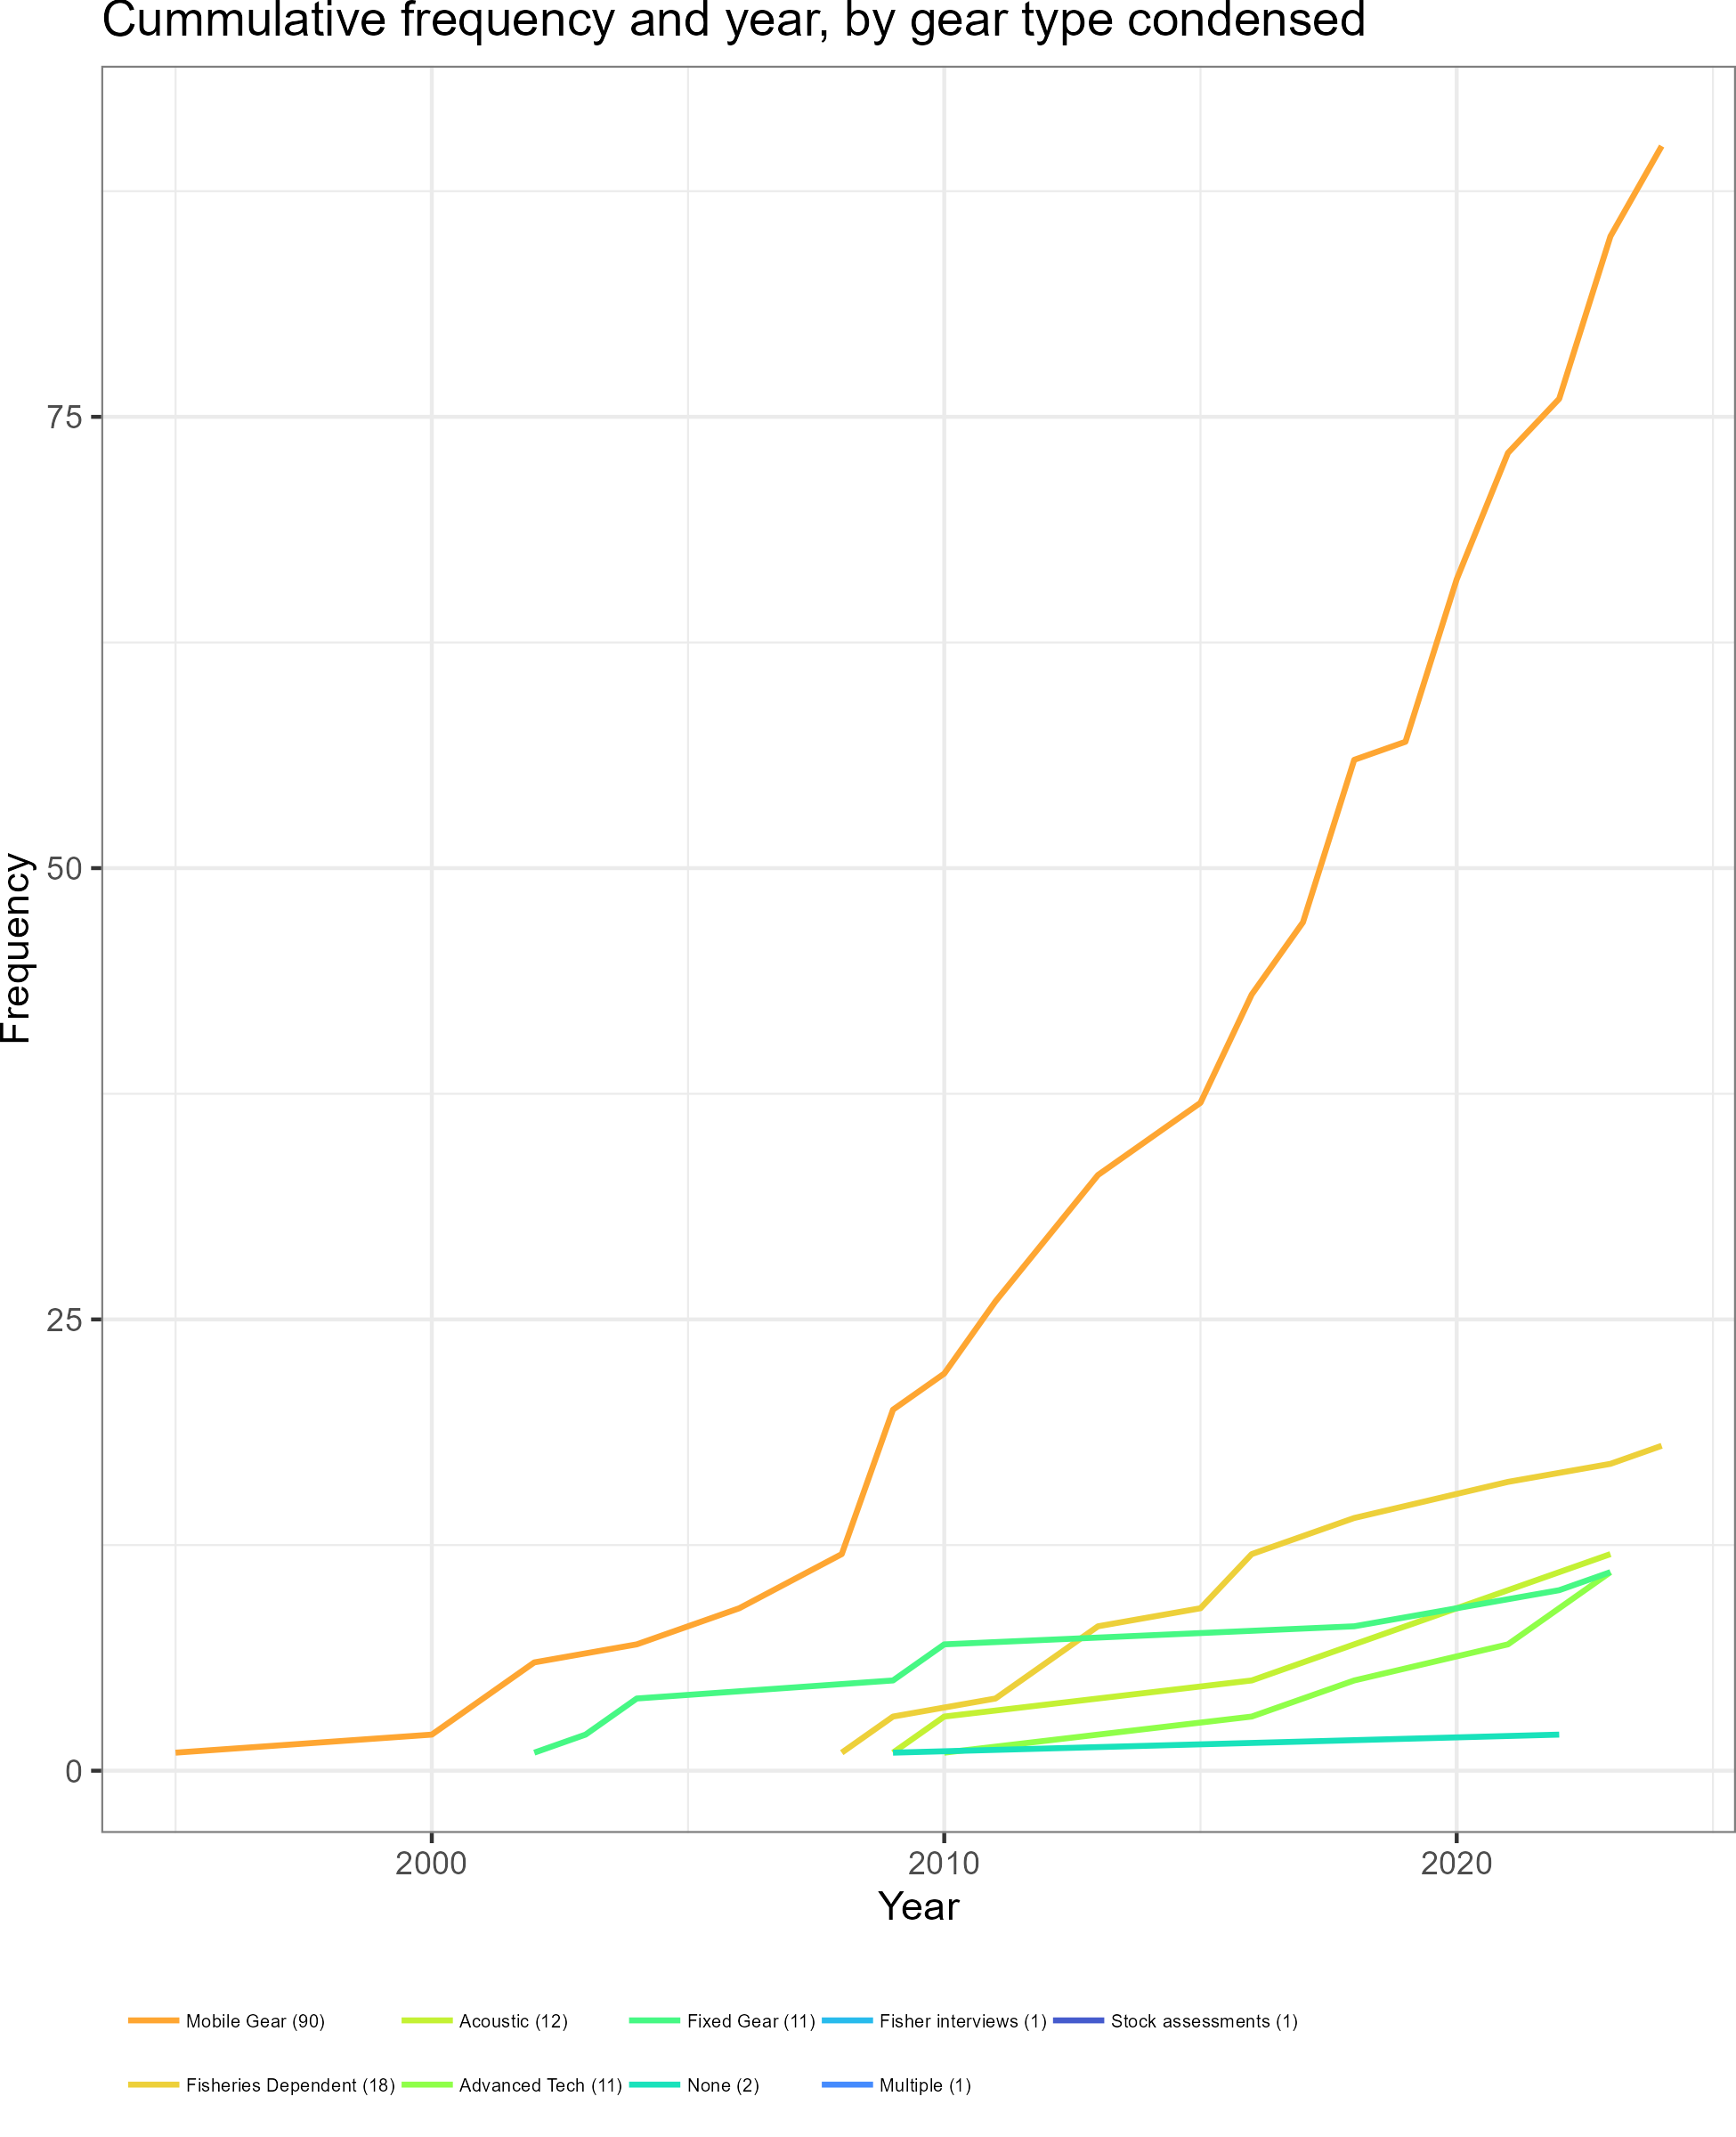 Cummulative frequency and year, by gear type condensed
Frequency
75
50
25
0
2000 2010 2020
Year
Mobile Gear (90) Acoustic (12) Fixed Gear (11) Fisher interviews (1) Stock assessments (1)
Fisheries Dependent (18) Advanced Tech (11) None (2) Multiple (1)